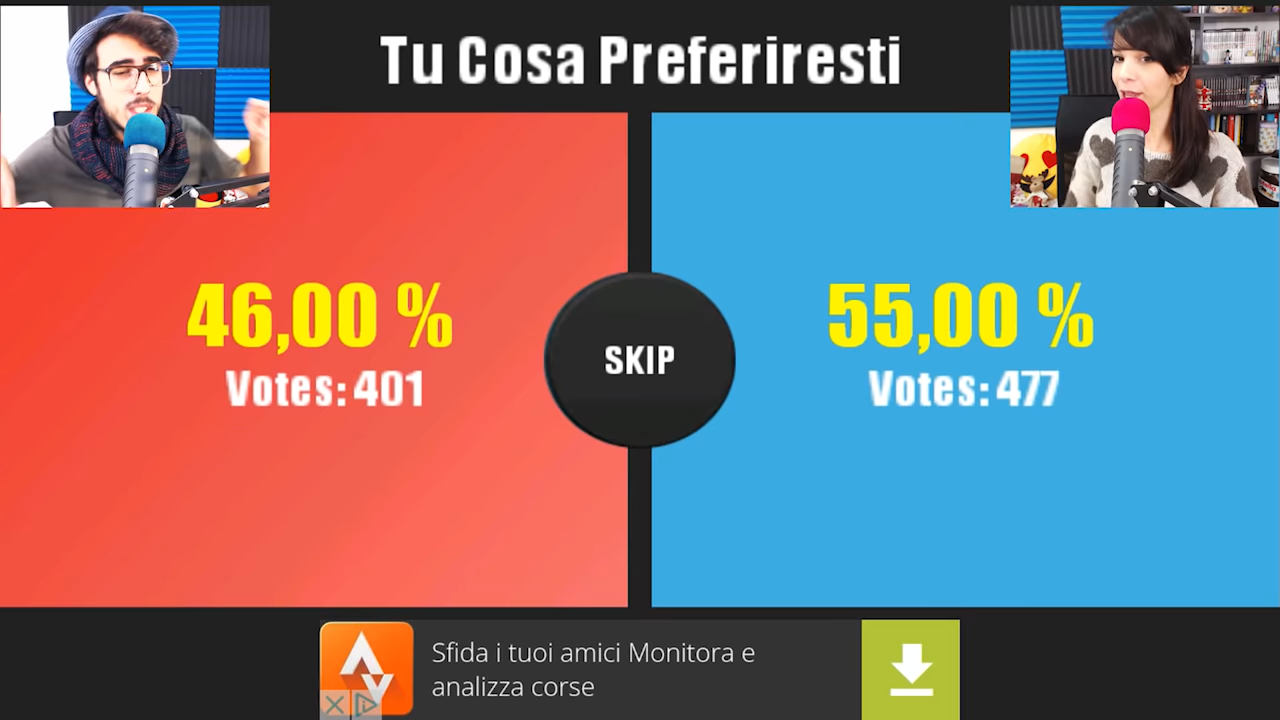 Tu Cosa Preferiresti
46,00 %
Votes: 401
SKIP
55,00 %
Votes: 477
Sfida i tuoi amici Monitora e
analizza corse